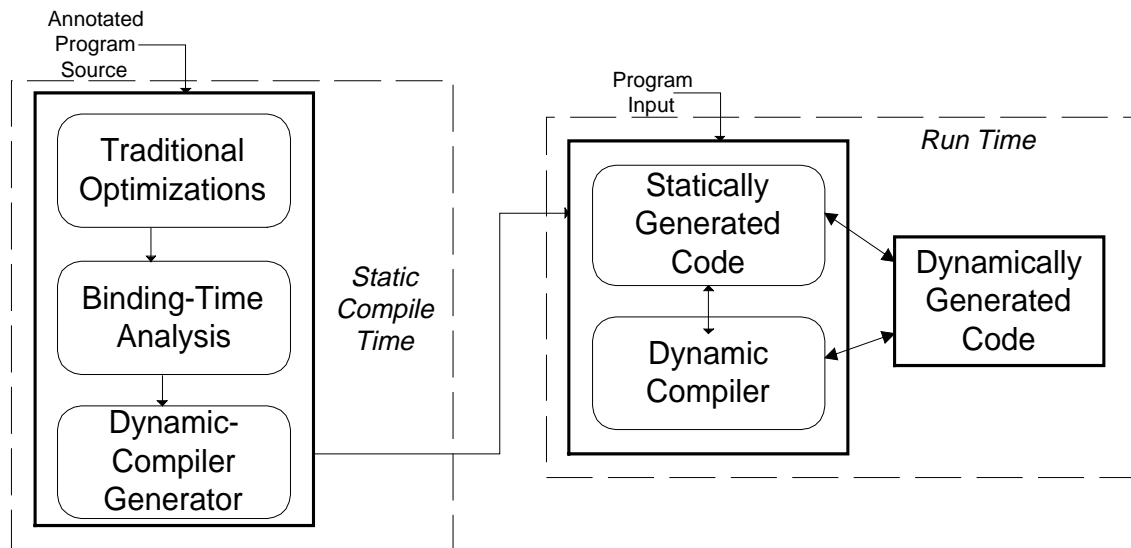 Annotated
Program
Source
Traditional
Optimizations
Binding-Time
Analysis
Dynamic-
Compiler
Generator
Static
Compile
Time
Program
Input
Run Time
Statically
Generated
Code
Dynamic
Compiler
Dynamically
Generated
Code